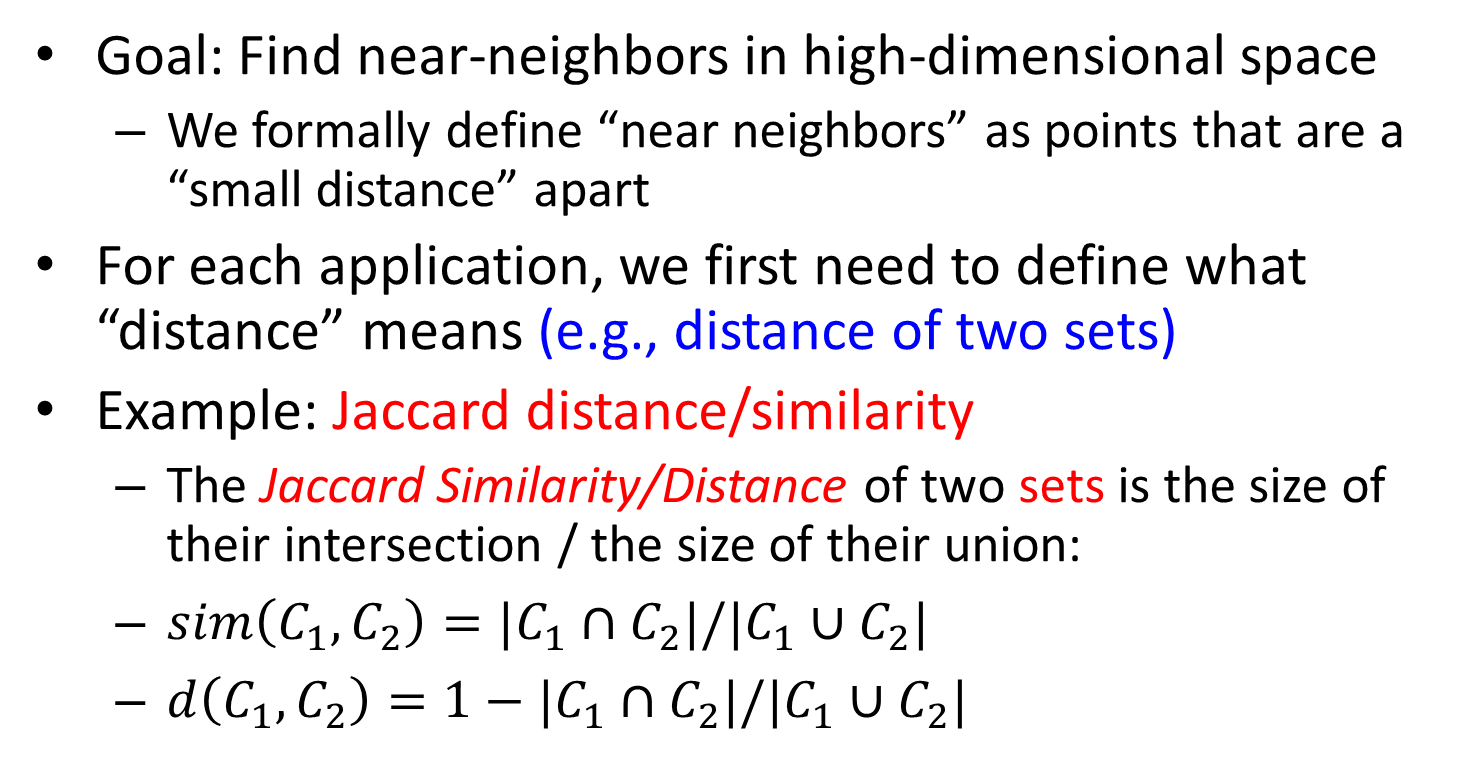 • Goal: Find near-neighbors in high-dimensional space
– We formally define “near neighbors” as points that are a
“small distance” apart
• For each application, we first need to define what
“distance” means (e.g., distance of two sets)
• Example: Jaccard distance/similarity
– The Jaccard Similarity/Distance of two sets is the size of
their intersection / the size of their union:
– 𝑠𝑖𝑚(𝐶₁, 𝐶₂) = |𝐶₁ ∩ 𝐶₂|/|𝐶₁ ∪ 𝐶₂|
– 𝑑(𝐶₁, 𝐶₂) = 1 − |𝐶₁ ∩ 𝐶₂|/|𝐶₁ ∪ 𝐶₂|